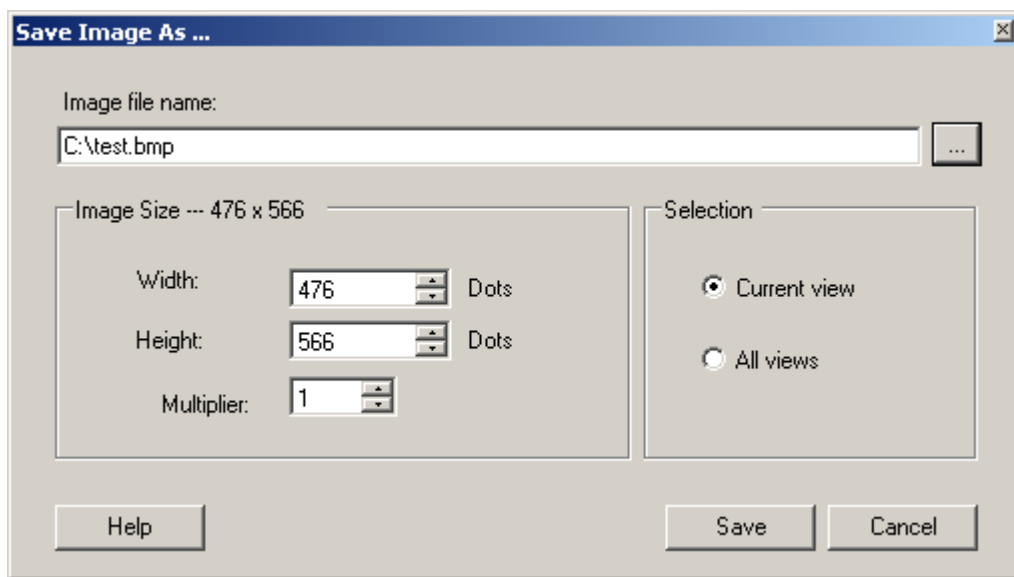 Save Image As ...
Image file name:
C:\test.bmp
...
Image Size --- 476 x 566
Selection
Width:
476
Dots
Current view
Height:
566
Dots
All views
Multiplier:
1
Help
Save
Cancel